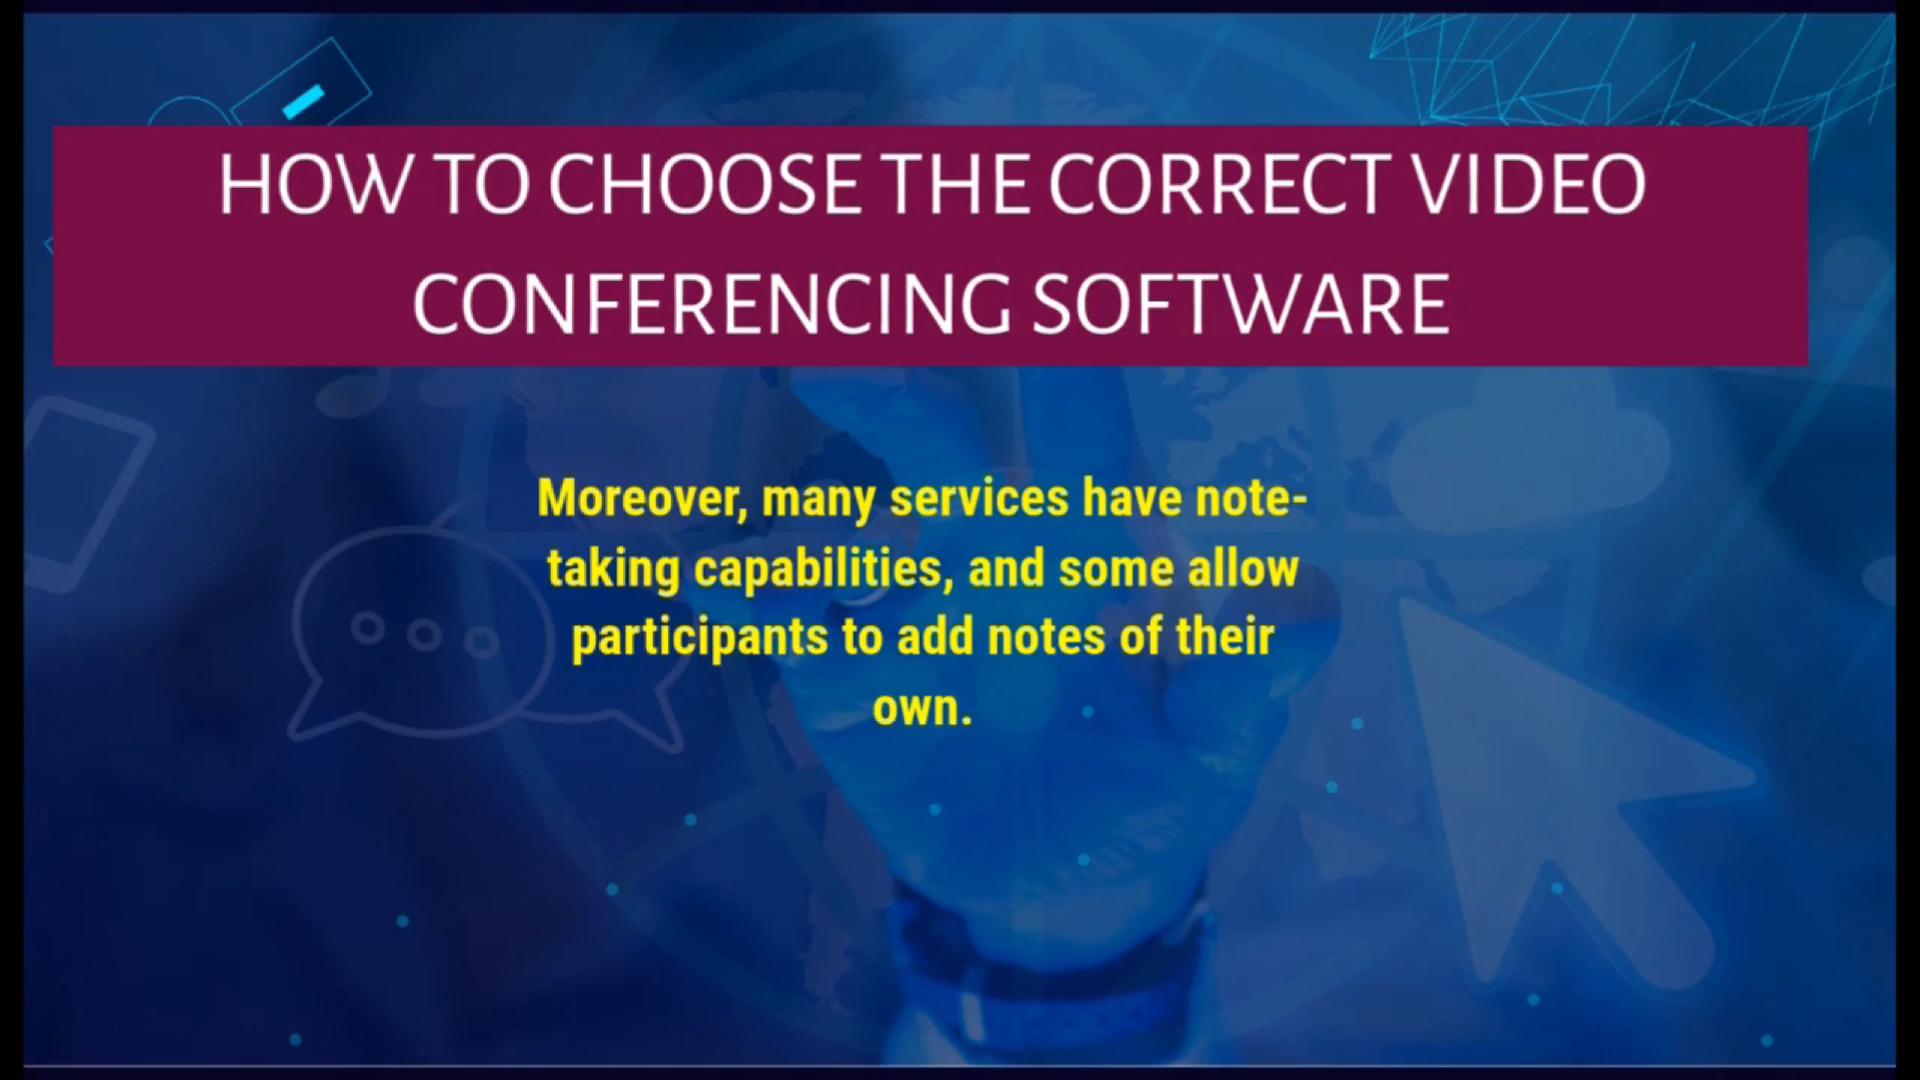 HOW TO CHOOSE THE CORRECT VIDEO
CONFERENCING SOFTWARE
Moreover, many services have note-
taking capabilities, and some allow
participants to add notes of their
own.